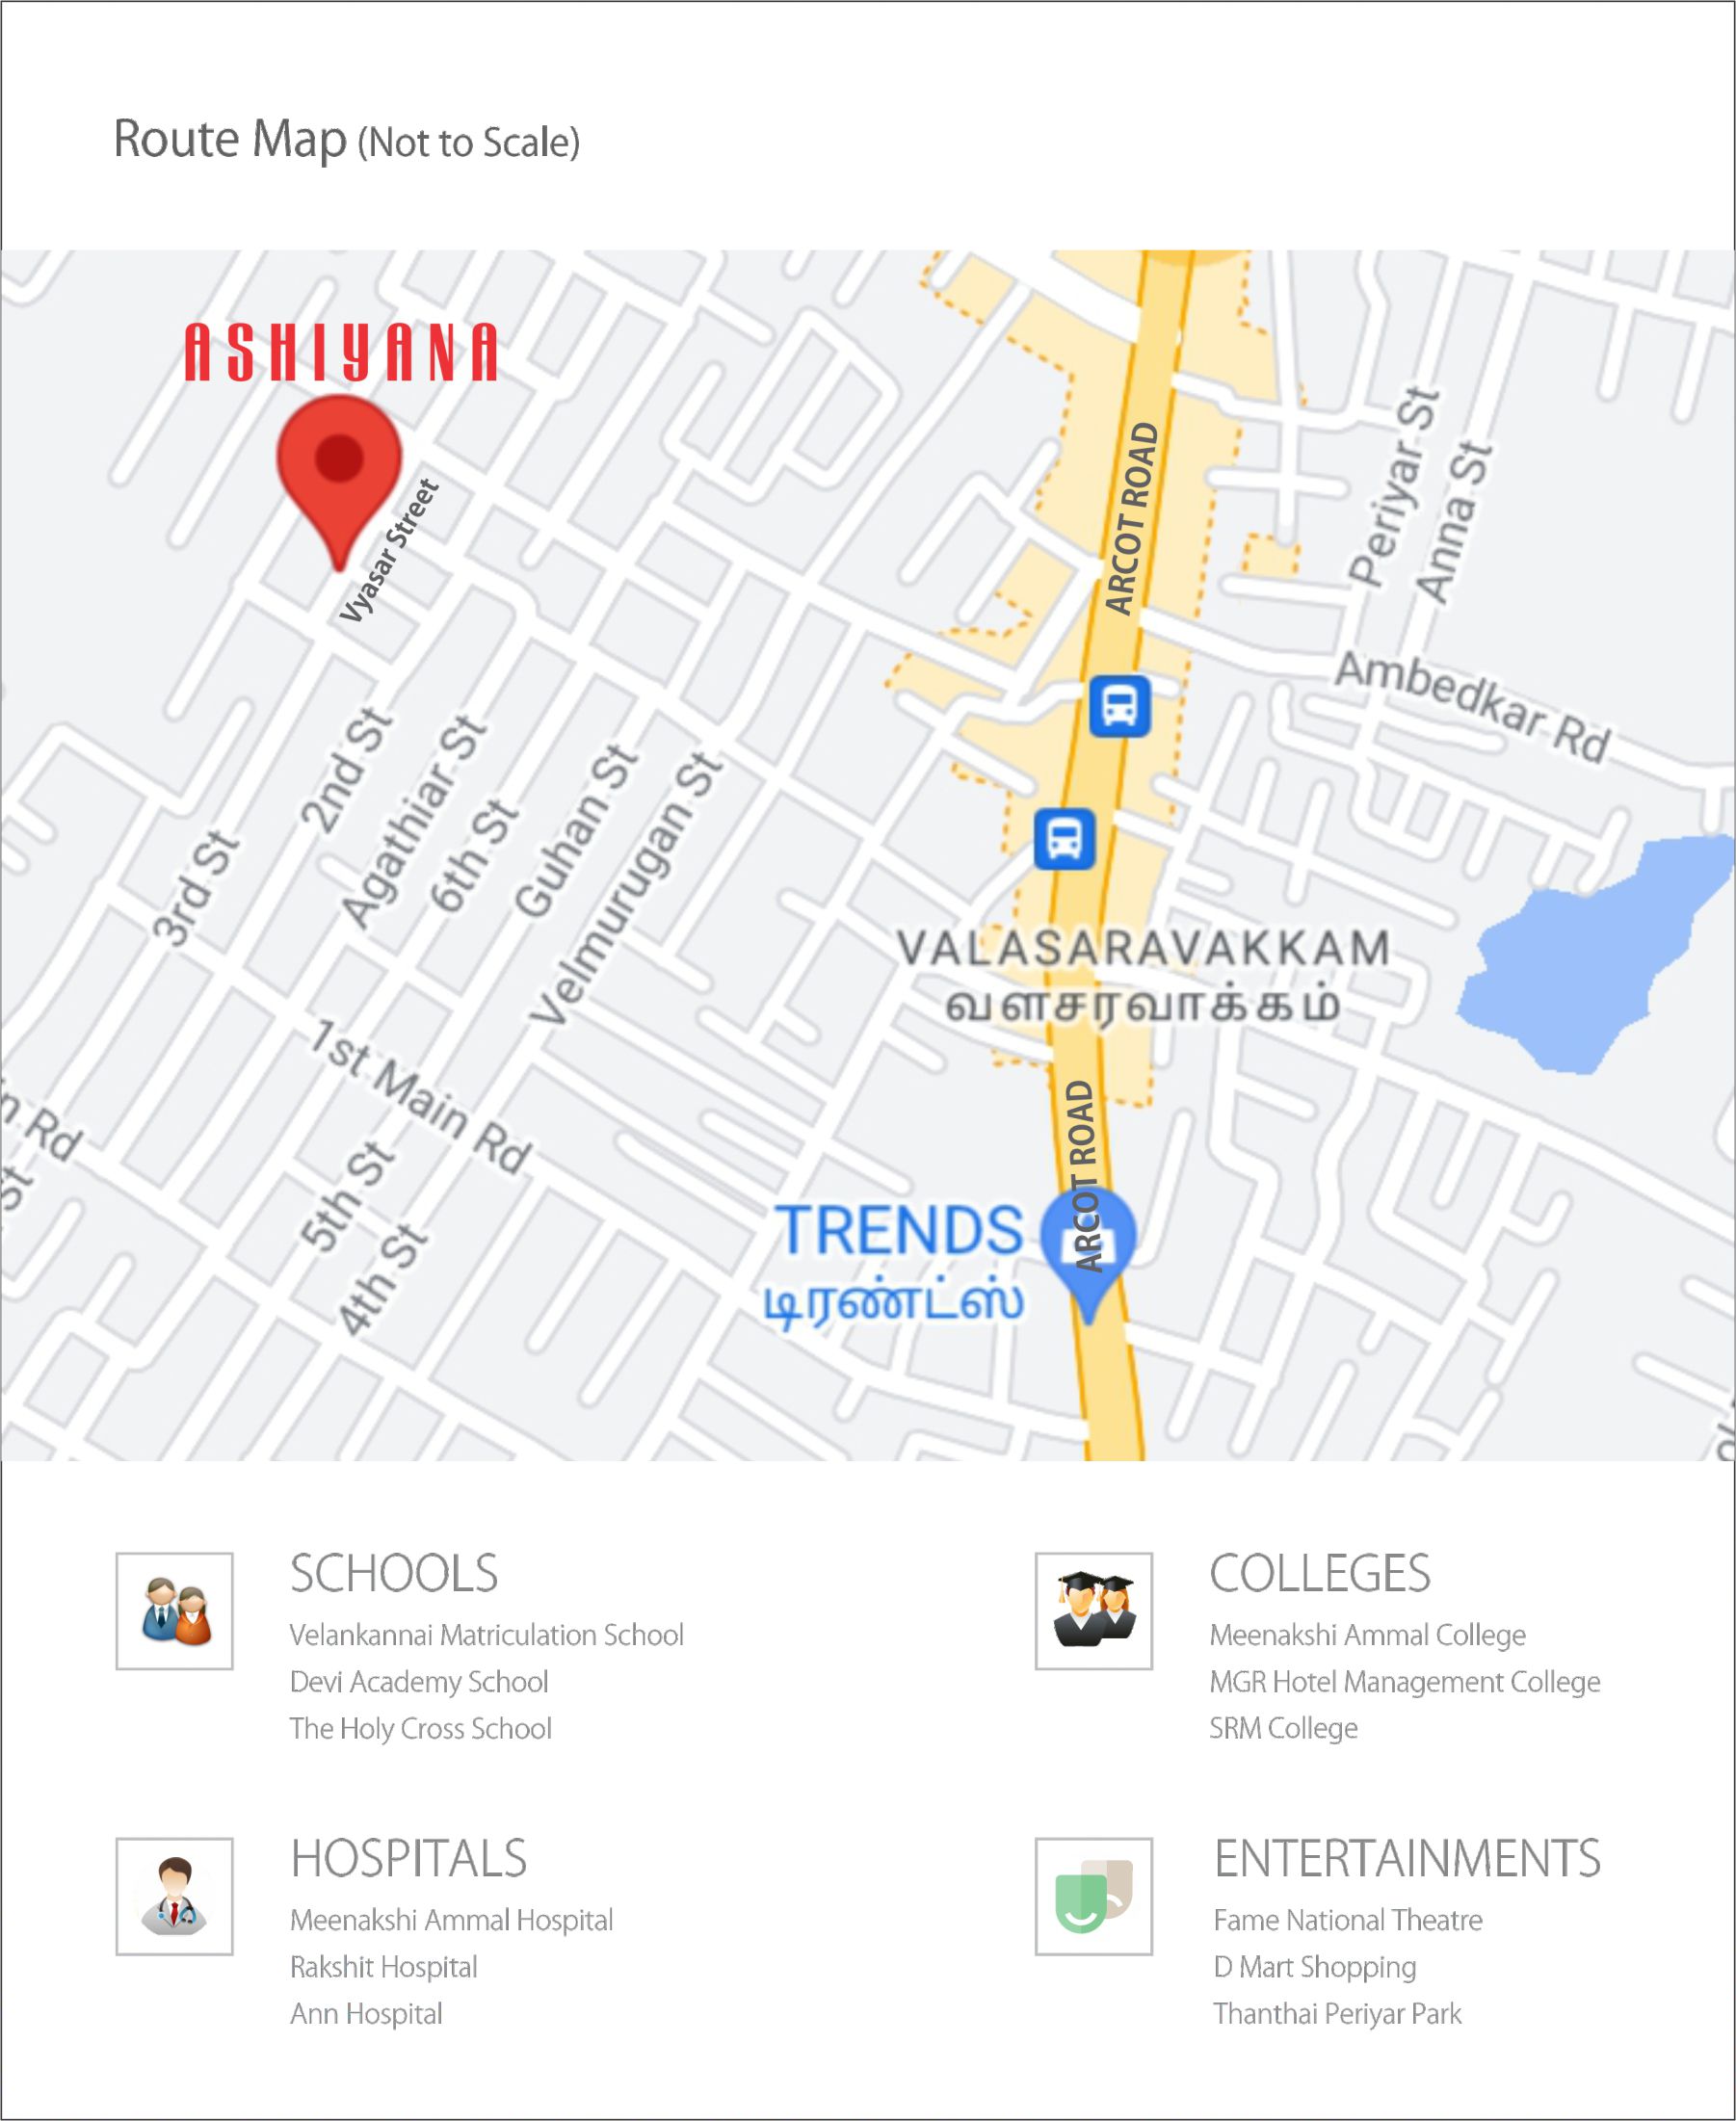 Route Map (Not to Scale)
ASHIYANA
Vyasar Street
ARCOT ROAD
Periyar St
Anna St
Ambedkar Rd
2nd St
Agathiar St
6th St
Guhan St
Velmurugan St
3rd St
VALASARAVAKKAM
வளசரவாக்கம்
1st Main Rd
n Rd
St
5th St
4th St
ARCOT ROAD
TRENDS
டிரண்ட்ஸ்
SCHOOLS
Velankannai Matriculation School
Devi Academy School
The Holy Cross School
COLLEGES
Meenakshi Ammal College
MGR Hotel Management College
SRM College
HOSPITALS
Meenakshi Ammal Hospital
Rakshit Hospital
Ann Hospital
ENTERTAINMENTS
Fame National Theatre
D Mart Shopping
Thanthai Periyar Park